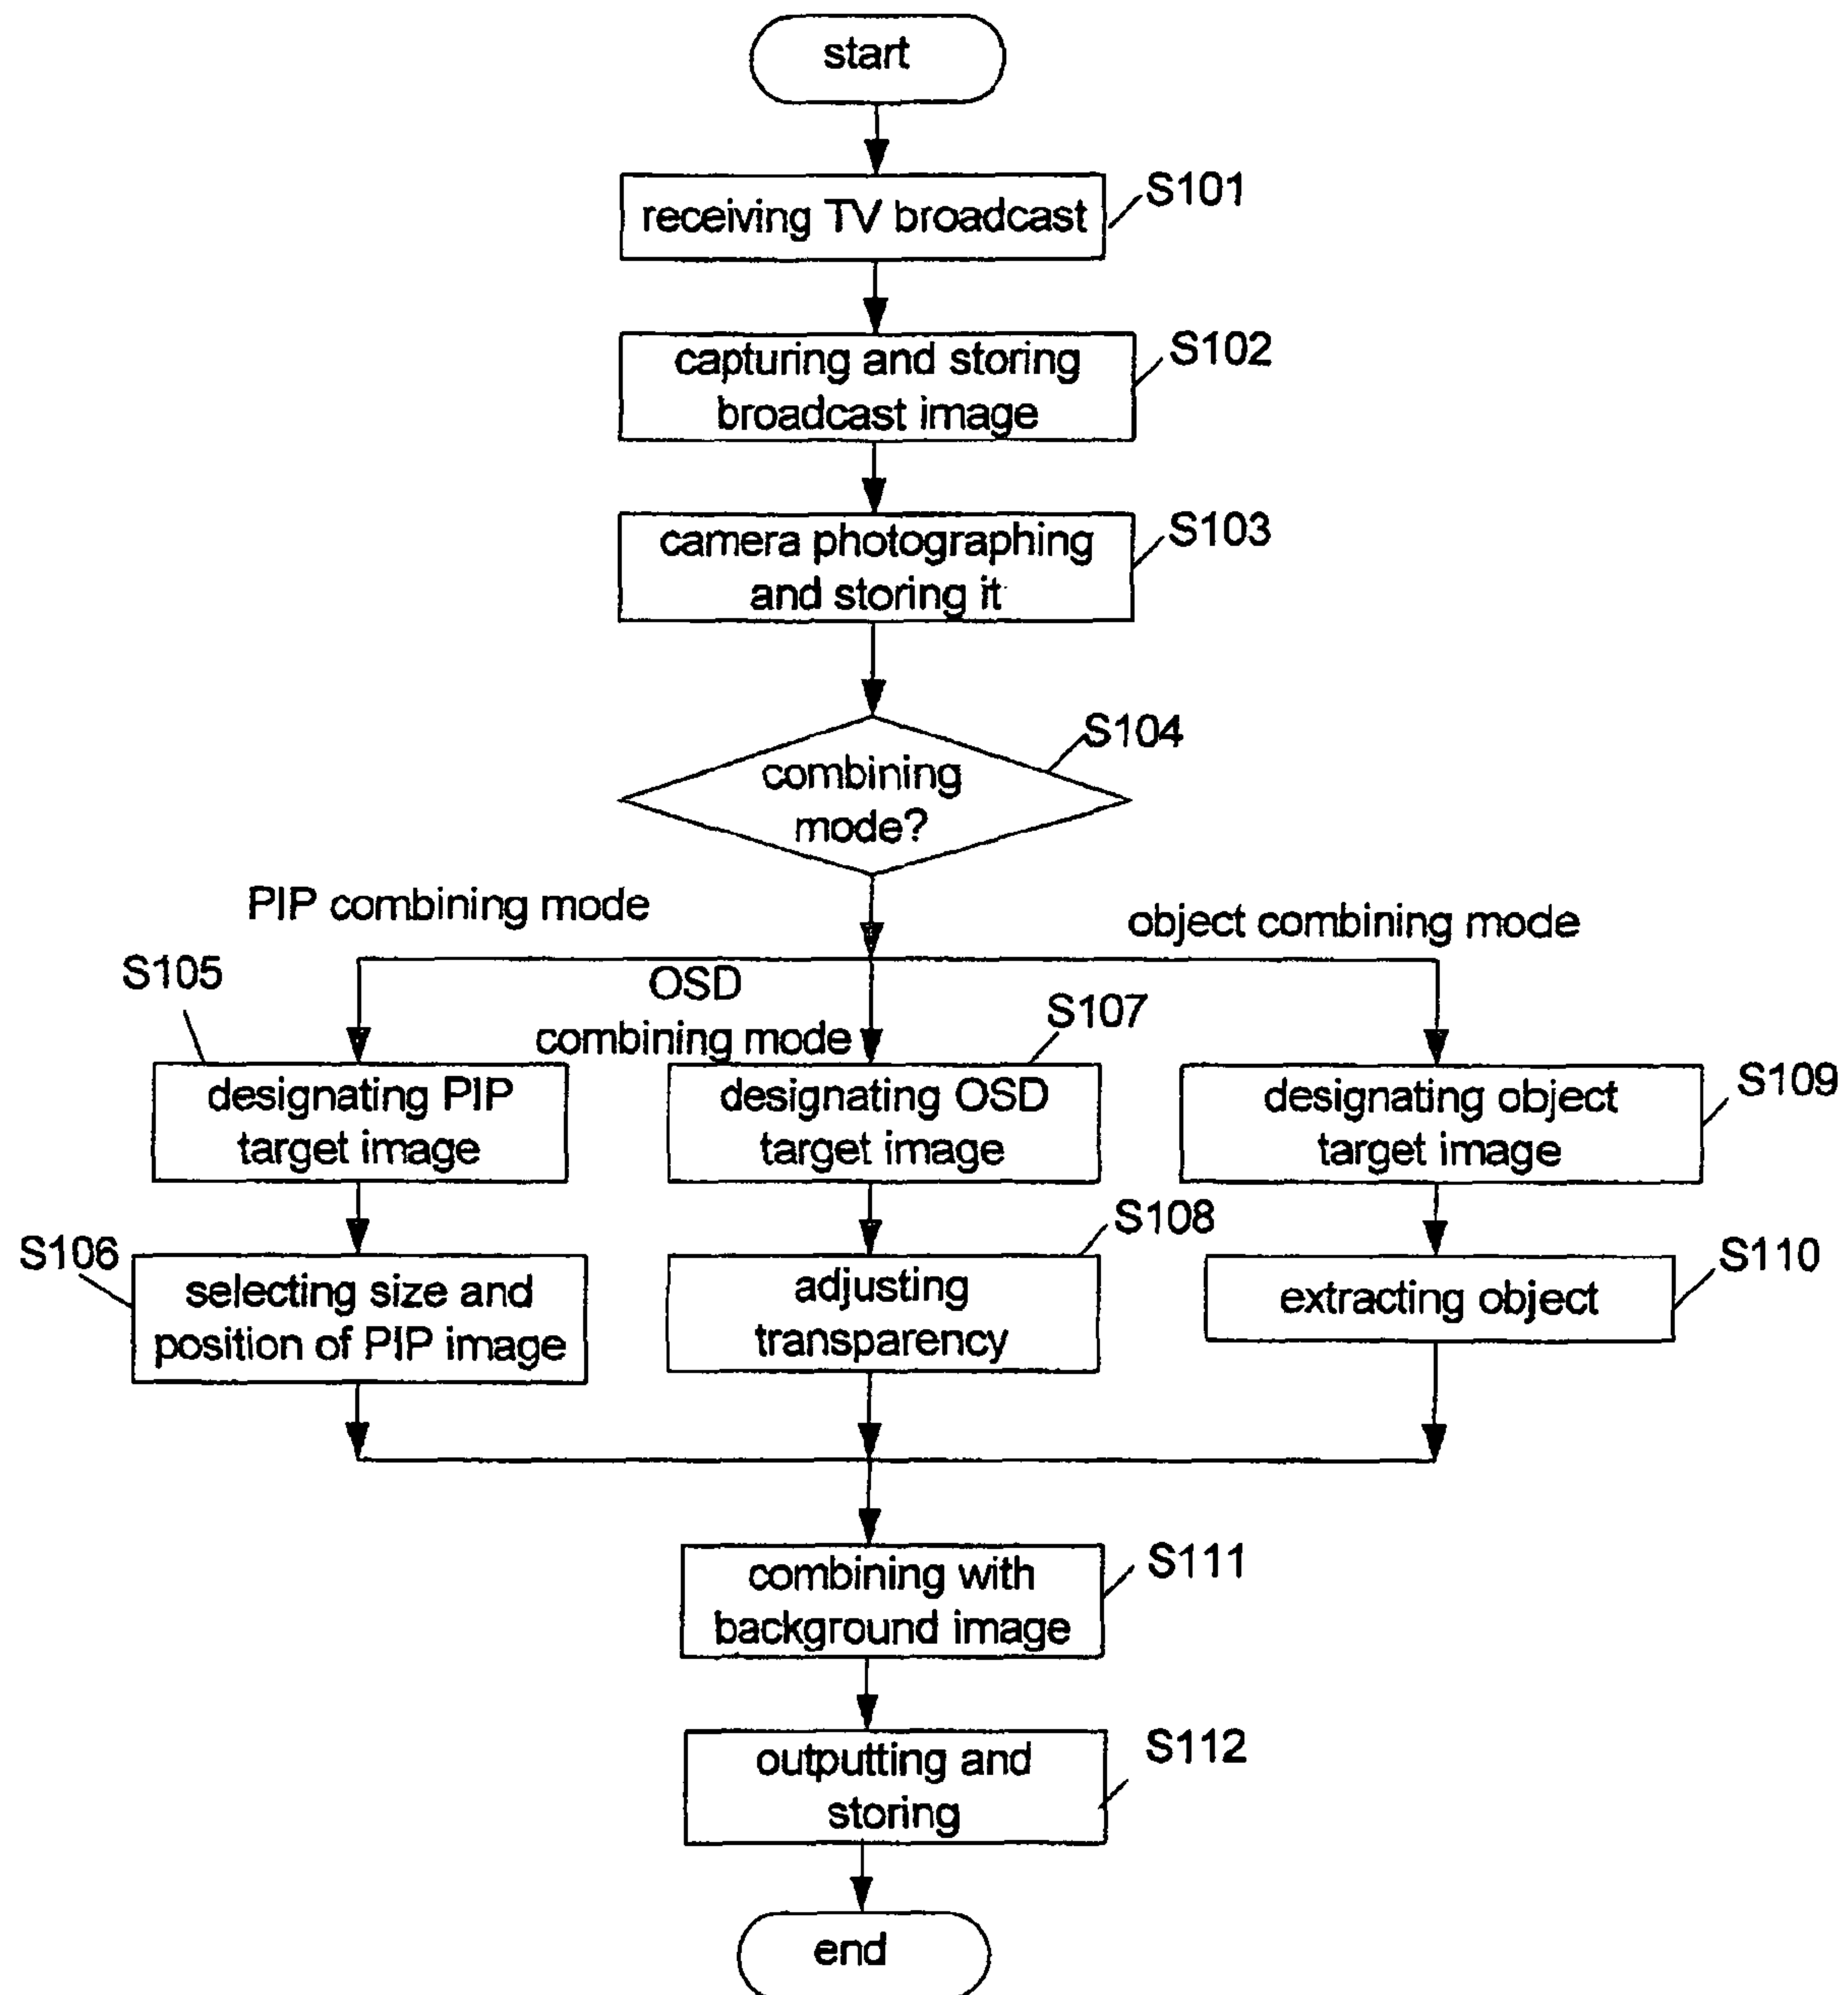 start
receiving TV broadcast
S101
capturing and storing
broadcast image
S102
camera photographing
and storing it
S103
combining
mode?
S104
PIP combining mode
OSD
combining mode
object combining mode
S105
designating PIP
target image
S107
designating OSD
target image
S109
designating object
target image
S106
selecting size and
position of PIP image
S108
adjusting
transparency
S110
extracting object
combining with
background image
S111
outputting and
storing
S112
end